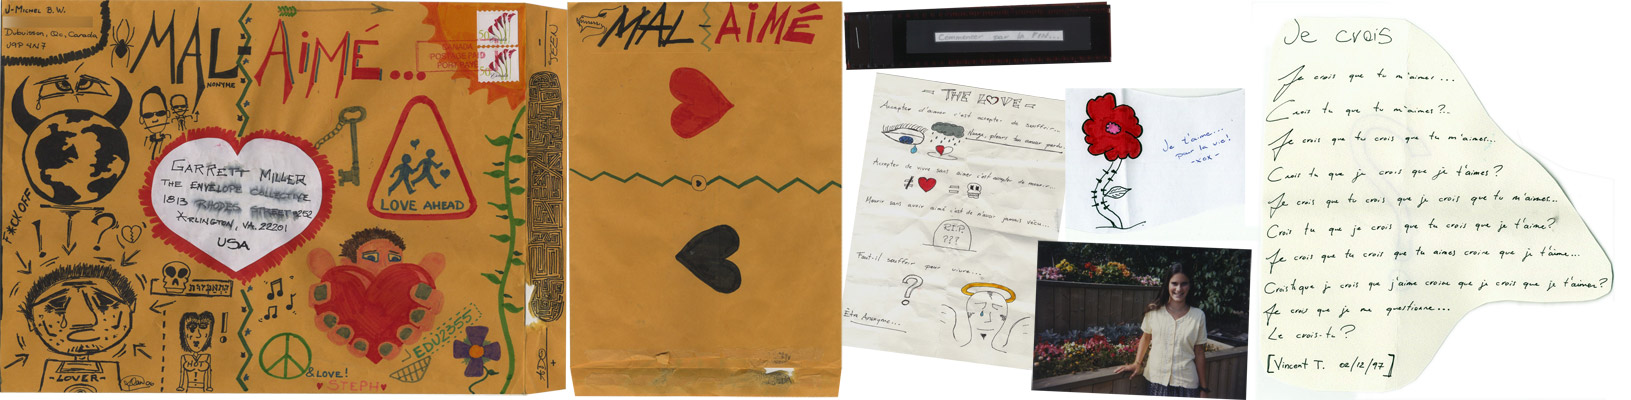 J-Michel B. W.
Dubuisson, Qc, Canada
J9P 4N7
MAL AiMÉ...
NONYME
CANADA
POSTAGE PAID
PORT PAYÉ
50
50
F*CK OFF
GARRETT MILLER
THE ENVELOPE COLLECTIVE
1813 RHODES STREET #252
ARLINGTON, VA. 22201
USA
LOVE AHEAD
-LOVER-
HOT
& LOVE!
STEPH
EDU2955
MAL AiMÉ
Commencer par la FIN...
THE LOVE
Accepter d'aimer c'est accepter de souffrir...
Nuage, pleurs ton amour perdu.
Accepter de vivre sans aimer c'est accepter de mourir...
≠ =
Mourir sans avoir aimé c'est de n'avoir jamais vécu...
R.I.P.
???
Faut-il souffrir pour vivre...
?
Être Anonyme...
Je t'aime...
pour la vie!
-xox-
Je crois
Je crois que tu m'aimes...
Crois tu que tu m'aimes?..
Je crois que tu crois que tu m'aimes...
Crois tu que tu crois que je t'aimes?
Je crois que tu crois que je crois que tu m'aimes...
Crois tu que je crois que tu crois que je t'aime?
Je crois que tu crois que tu aimes croire que je t'aime...
Crois tu que je crois que j'aime croire que je crois que je t'aimes?
Je crois que je me questionne...
Le crois-tu?
[Vincent T. 02/12/97]